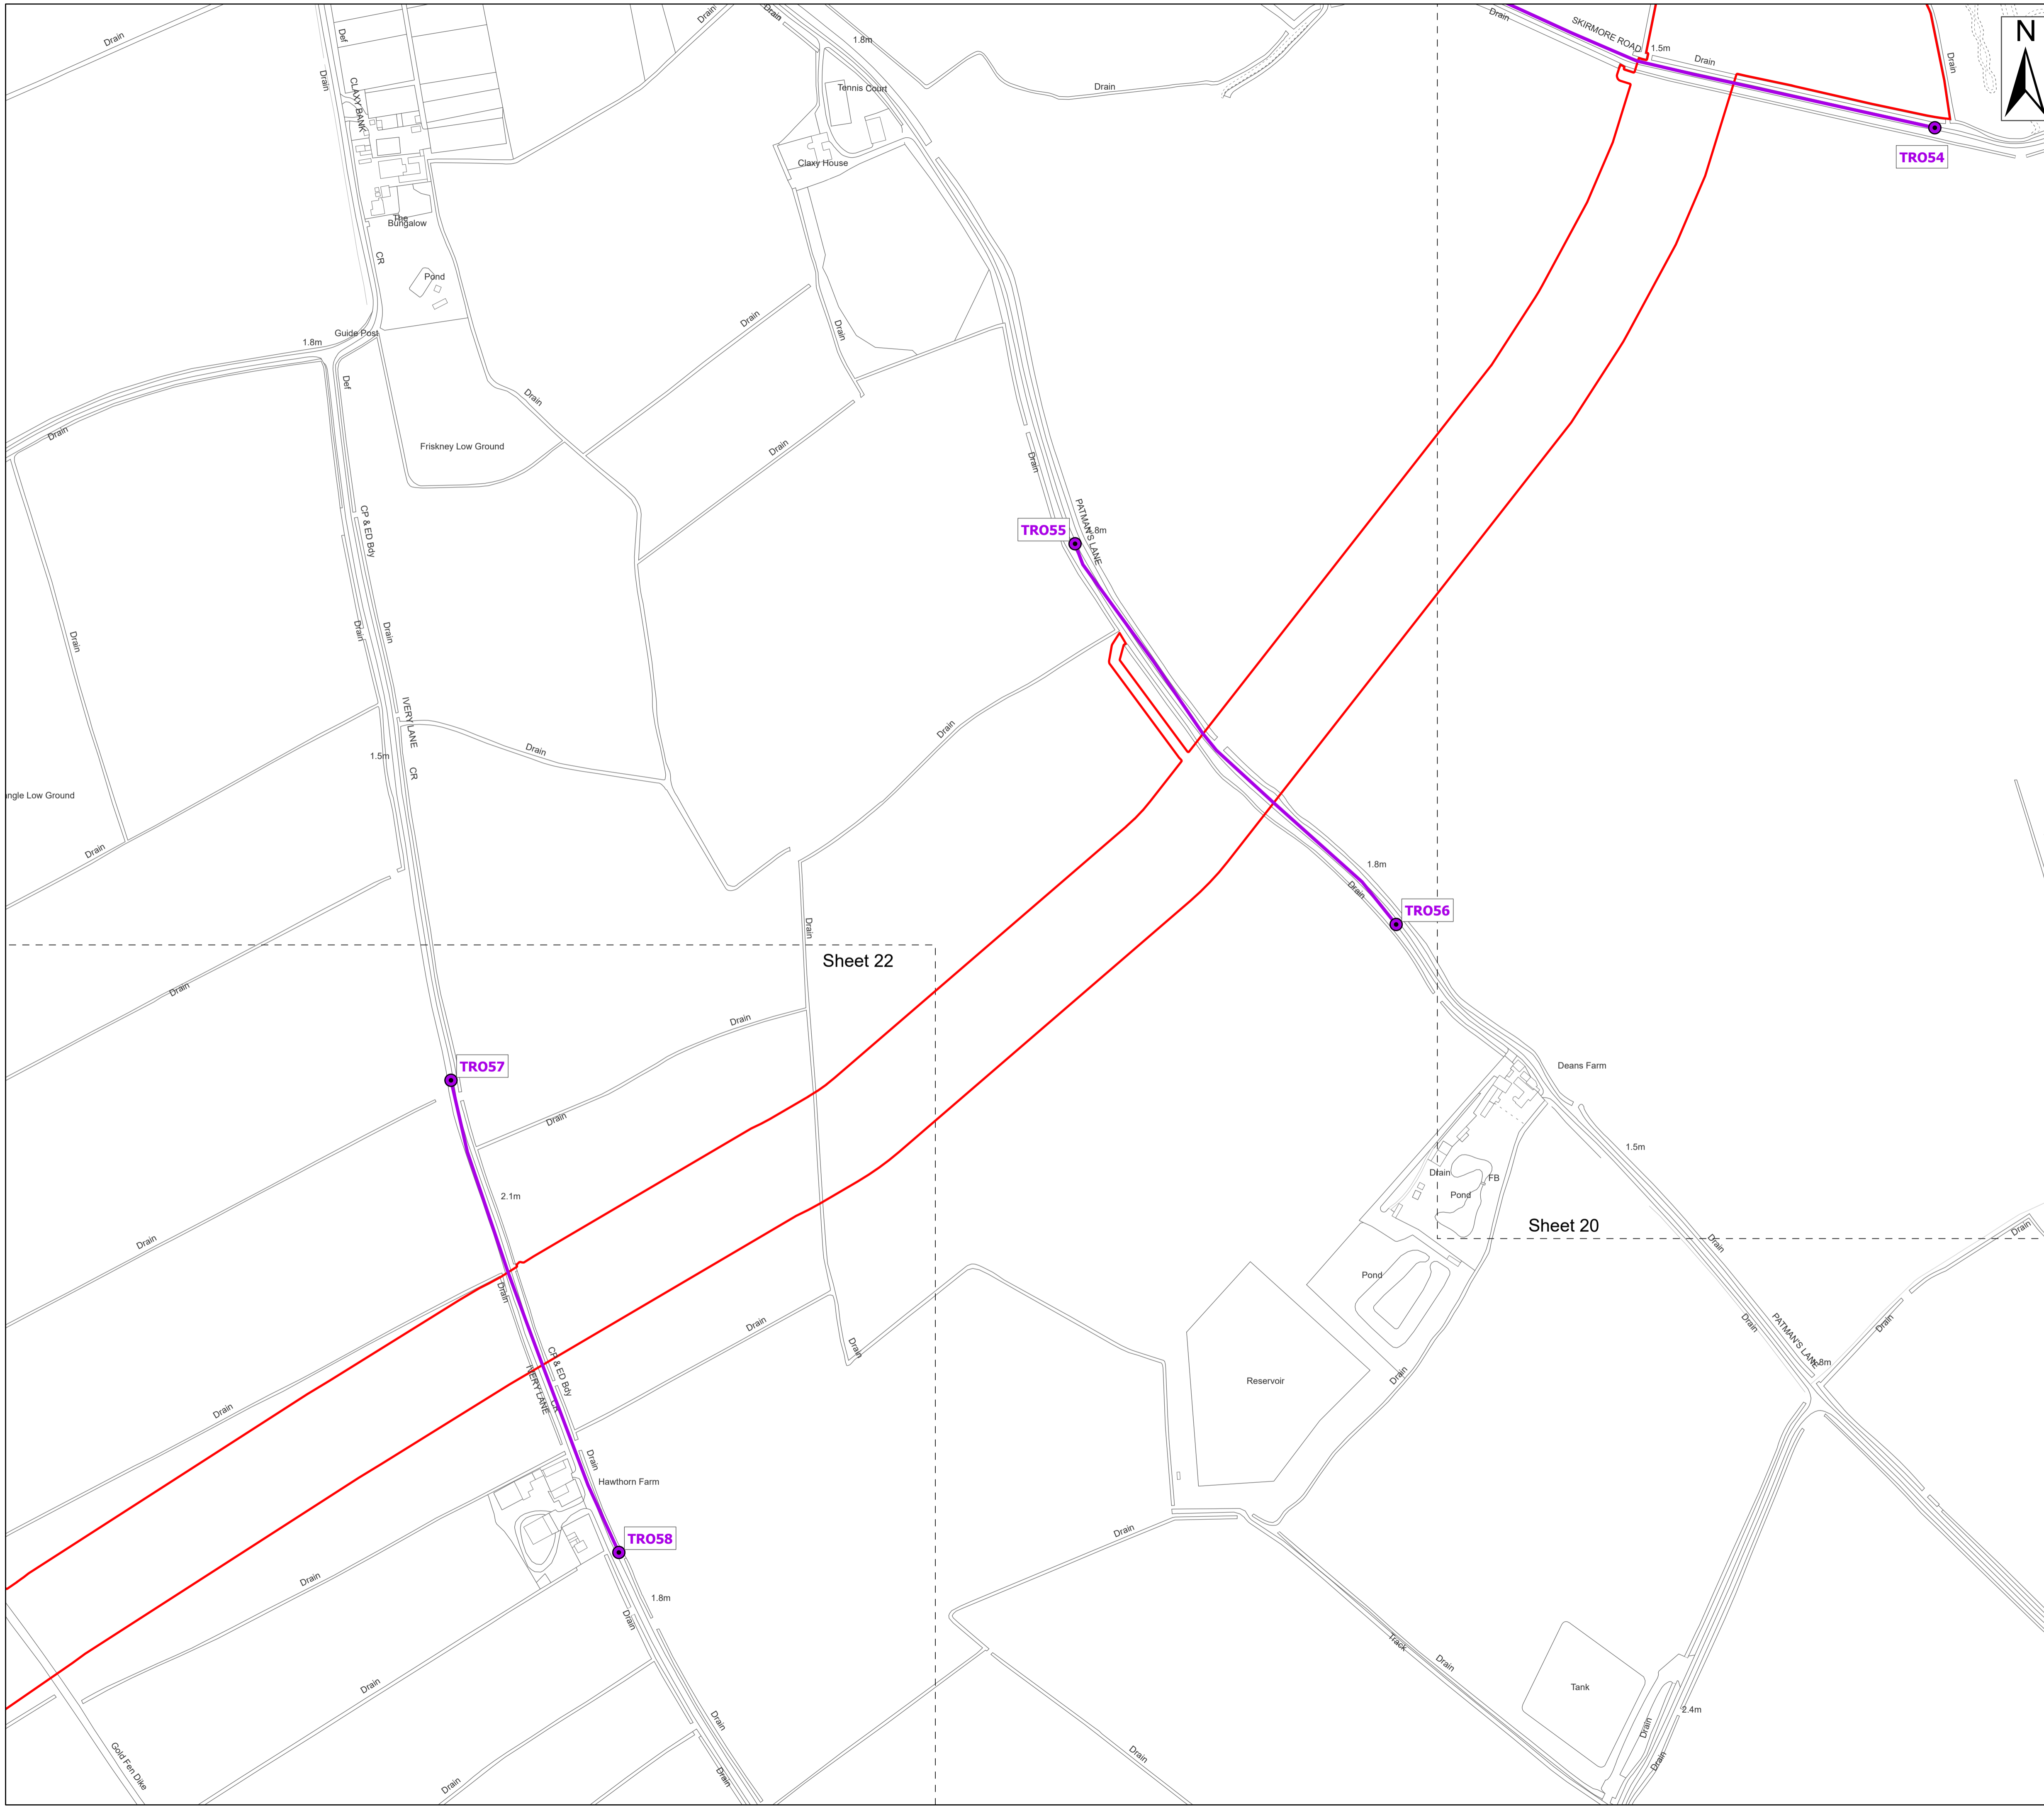 Drain
Def
Drain
Drain
1.8m
Drain
SKIRMORE ROAD
1.5m
Drain
Drain
N
Drain
CLAXY BANK
Tennis Court
Drain
Claxy House
TRO54
The
Bungalow
CR
Pond
Guide Post
1.8m
Drain
Drain
Def
Drain
Drain
Friskney Low Ground
Drain
Drain
CP & ED Bdy
PATMAN'S LANE
TRO55
Drain
Drain
Drain
IVERY LANE
Drain
Drain
1.5m
CR
ngle Low Ground
Drain
1.8m
Drain
TRO56
Drain
Sheet 22
Drain
Drain
TRO57
Deans Farm
Drain
1.5m
Drain
FB
2.1m
Pond
Sheet 20
Drain
Drain
Drain
Pond
Drain
Drain
Drain
Drain
PATMAN'S LANE
Drain
CP & ED Bdy
IVERY LANE
CR
Reservoir
Drain
Drain
Drain
Hawthorn Farm
Drain
TRO58
Drain
1.8m
Drain
Track
Drain
Drain
Tank
2.4m
Drain
Drain
Gold Fen Dike
Drain
Drain
Drain
Drain